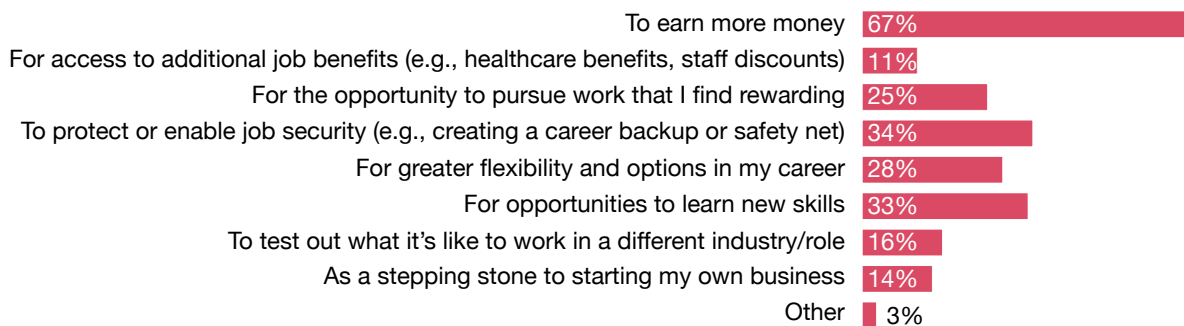 To earn more money 67%
For access to additional job benefits (e.g., healthcare benefits, staff discounts) 11%
For the opportunity to pursue work that I find rewarding 25%
To protect or enable job security (e.g., creating a career backup or safety net) 34%
For greater flexibility and options in my career 28%
For opportunities to learn new skills 33%
To test out what it’s like to work in a different industry/role 16%
As a stepping stone to starting my own business 14%
Other 3%